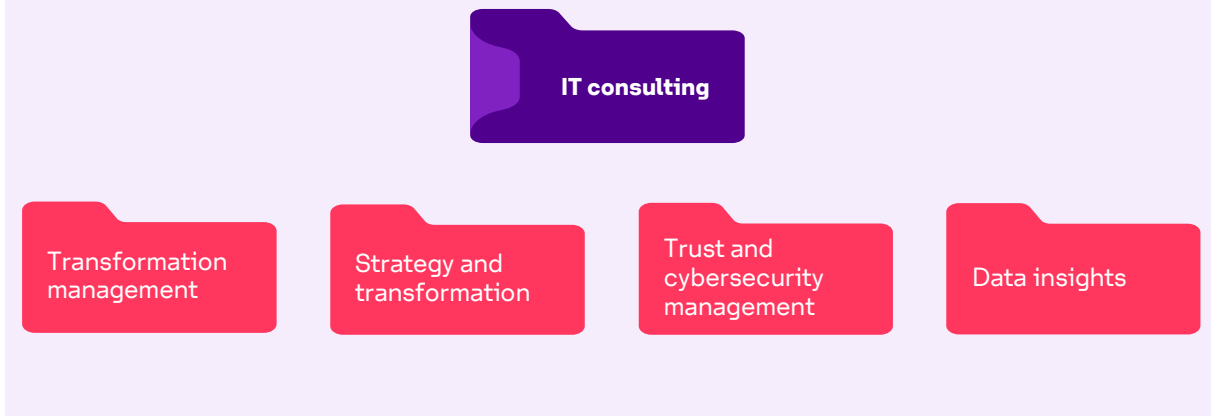 IT consulting
Transformation
management
Strategy and
transformation
Trust and
cybersecurity
management
Data insights